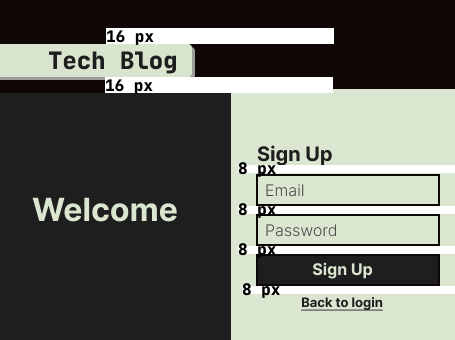 16 px
Tech Blog
16 px
Welcome
Sign Up
8 px
Email
8 px
Password
8 px
Sign Up
8 px
Back to login